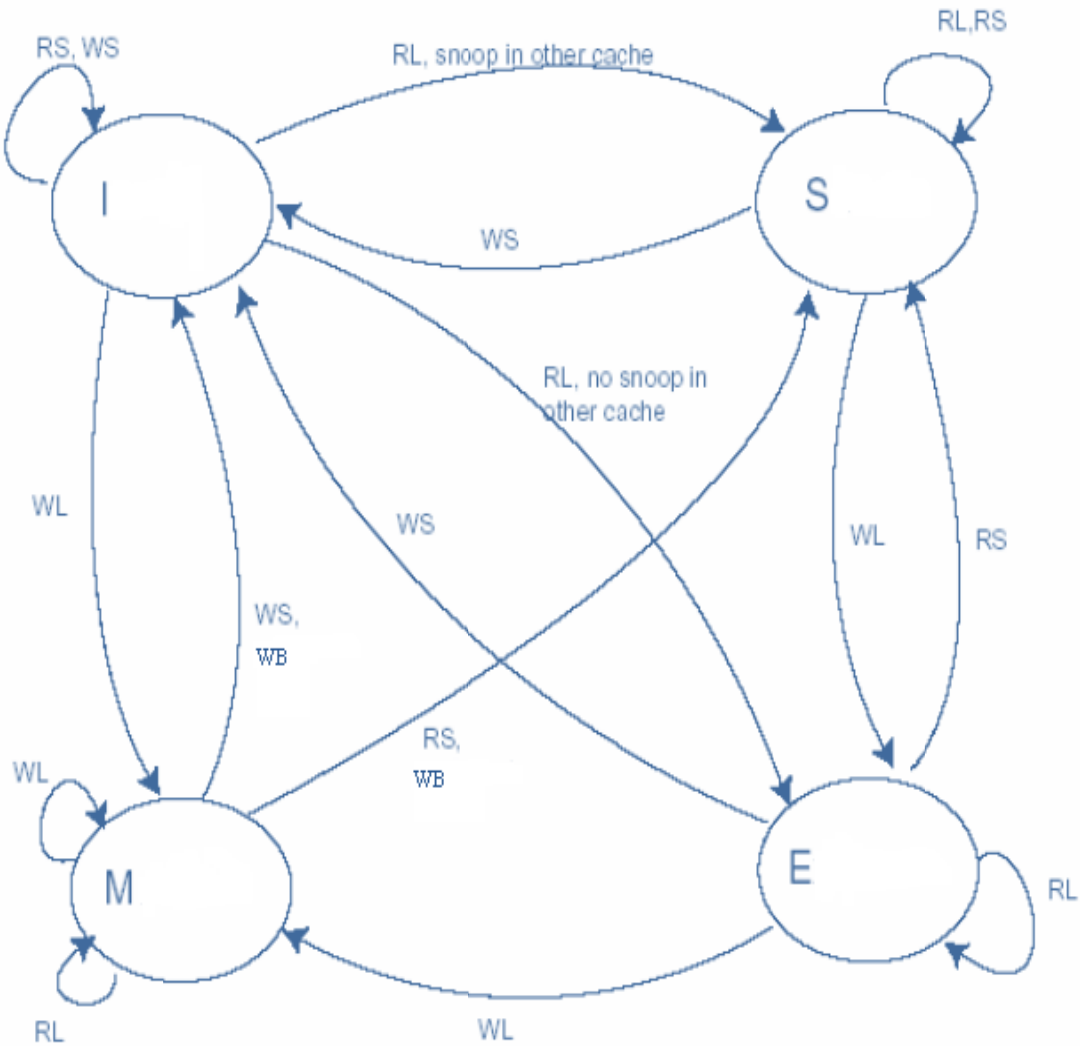 RL,RS
RS, WS
RL, snoop in other cache
I
S
WS
RL, no snoop in
other cache
WL
WS
WL
RS
WS,
WB
RS,
WB
WL
M
E
RL
RL
WL